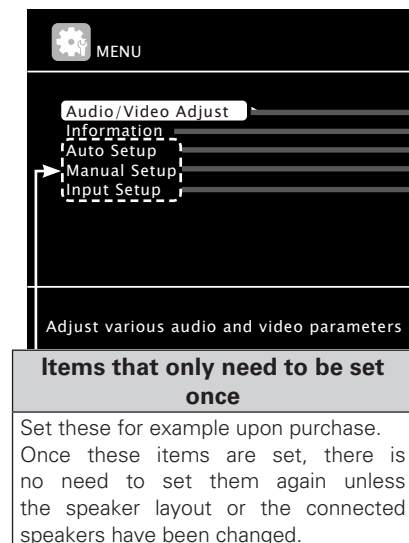 MENU
Audio/Video Adjust
Information
Auto Setup
Manual Setup
Input Setup
Adjust various audio and video parameters
Items that only need to be set
once
Set these for example upon purchase.
Once these items are set, there is
no need to set them again unless
the speaker layout or the connected
speakers have been changed.